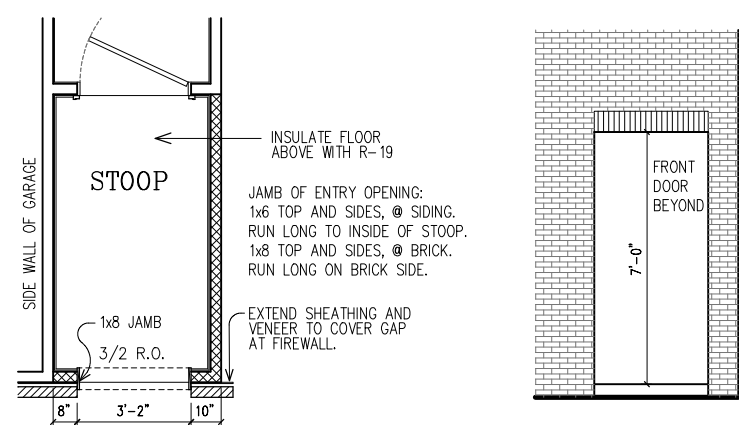 INSULATE FLOOR
ABOVE WITH R-19
STOOP
SIDE WALL OF GARAGE
JAMB OF ENTRY OPENING:
1x6 TOP AND SIDES, @ SIDING.
RUN LONG TO INSIDE OF STOOP.
1x8 TOP AND SIDES, @ BRICK.
RUN LONG ON BRICK SIDE.
EXTEND SHEATHING AND
VENEER TO COVER GAP
AT FIREWALL.
1x8 JAMB
3/2 R.O.
8"
3'-2"
10"
FRONT
DOOR
BEYOND
7'-0"